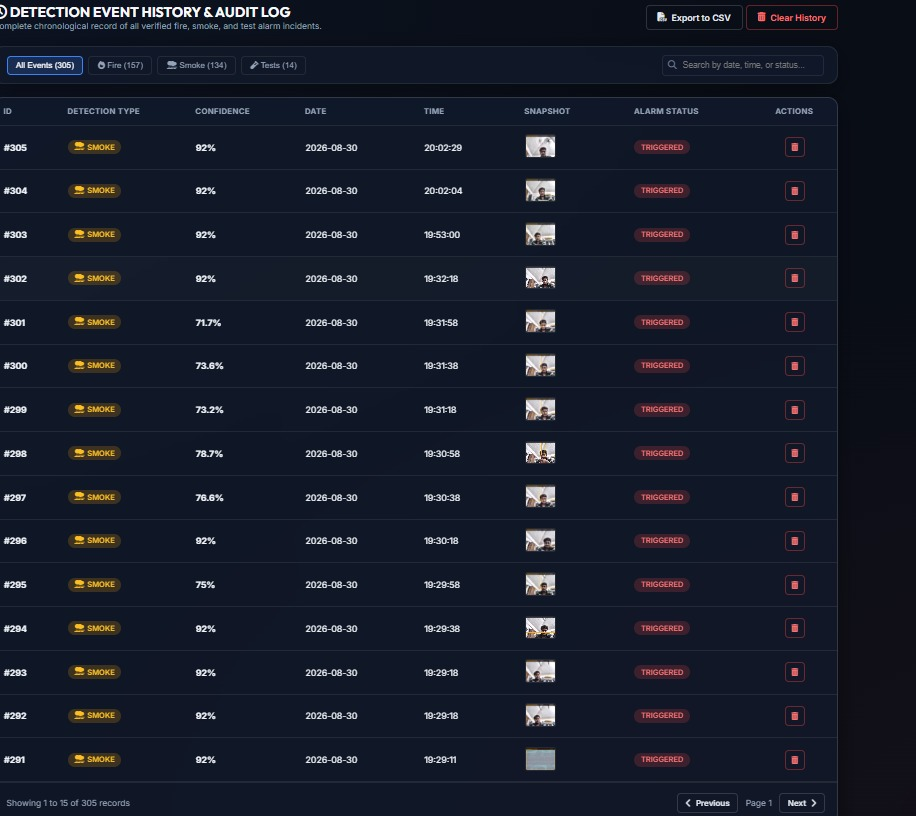 DETECTION EVENT HISTORY & AUDIT LOG
omplete chronological record of all verified fire, smoke, and test alarm incidents.
Export to CSV Clear History
All Events (305) Fire (157) Smoke (134) Tests (14) Search by date, time, or status...
ID DETECTION TYPE CONFIDENCE DATE TIME SNAPSHOT ALARM STATUS ACTIONS
#305 SMOKE 92% 2026-08-30 20:02:29 TRIGGERED
#304 SMOKE 92% 2026-08-30 20:02:04 TRIGGERED
#303 SMOKE 92% 2026-08-30 19:53:00 TRIGGERED
#302 SMOKE 92% 2026-08-30 19:32:18 TRIGGERED
#301 SMOKE 71.7% 2026-08-30 19:31:58 TRIGGERED
#300 SMOKE 73.6% 2026-08-30 19:31:38 TRIGGERED
#299 SMOKE 73.2% 2026-08-30 19:31:18 TRIGGERED
#298 SMOKE 78.7% 2026-08-30 19:30:58 TRIGGERED
#297 SMOKE 76.6% 2026-08-30 19:30:38 TRIGGERED
#296 SMOKE 92% 2026-08-30 19:30:18 TRIGGERED
#295 SMOKE 75% 2026-08-30 19:29:58 TRIGGERED
#294 SMOKE 92% 2026-08-30 19:29:38 TRIGGERED
#293 SMOKE 92% 2026-08-30 19:29:18 TRIGGERED
#292 SMOKE 92% 2026-08-30 19:29:18 TRIGGERED
#291 SMOKE 92% 2026-08-30 19:29:11 TRIGGERED
Showing 1 to 15 of 305 records Previous Page 1 Next